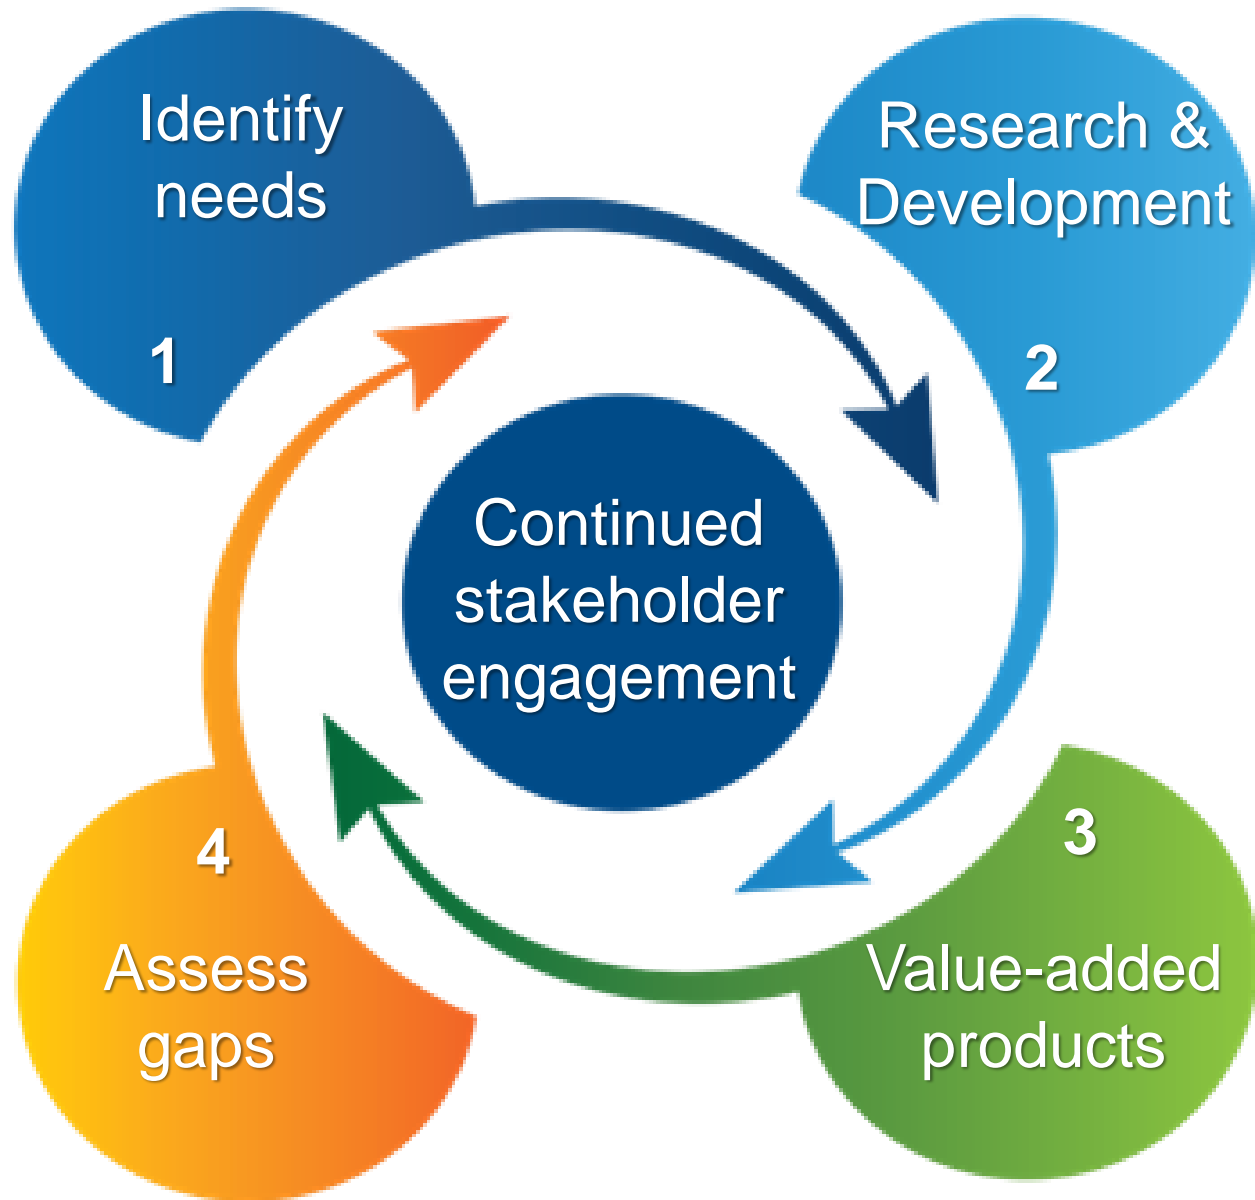 Identify
needs
1
Research &
Development
2
Continued
stakeholder
engagement
3
Value-added
products
4
Assess
gaps